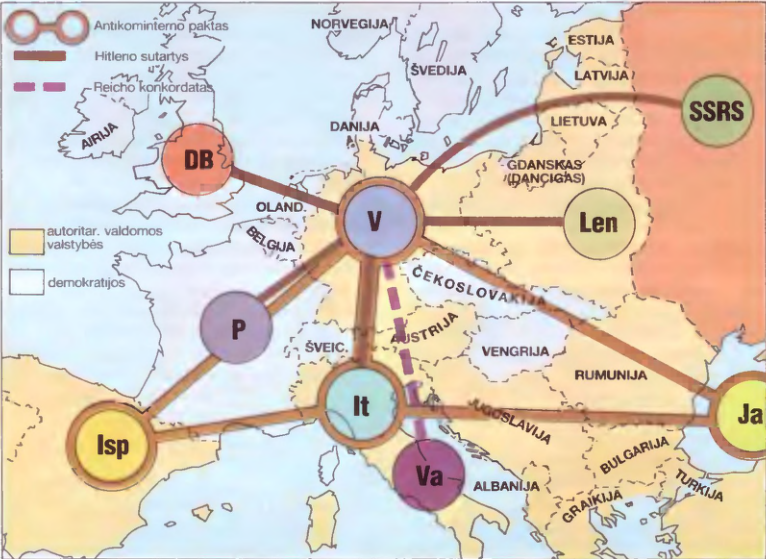 Antikominterno paktas
Hitleno sutartys
Reicho konkordatas
NORVEGIJA
ŠVEDIJA
ESTIJA
LATVIJA
LIETUVA
SSRS
AIRIJA
DB
DANIJA
GDANSKAS
(DANCIGAS)
OLAND.
V
Len
BELGIJA
autoritar. valdomos
valstybės
demokratijos
ČEKOSLOVAKIJA
P
ŠVEIC.
AUSTRIJA
VENGRIJA
RUMUNIJA
It
Ja
JUGOSLAVIJA
Isp
Va
ALBANIJA
BULGARIJA
GRAIKIJA
TURKIJA